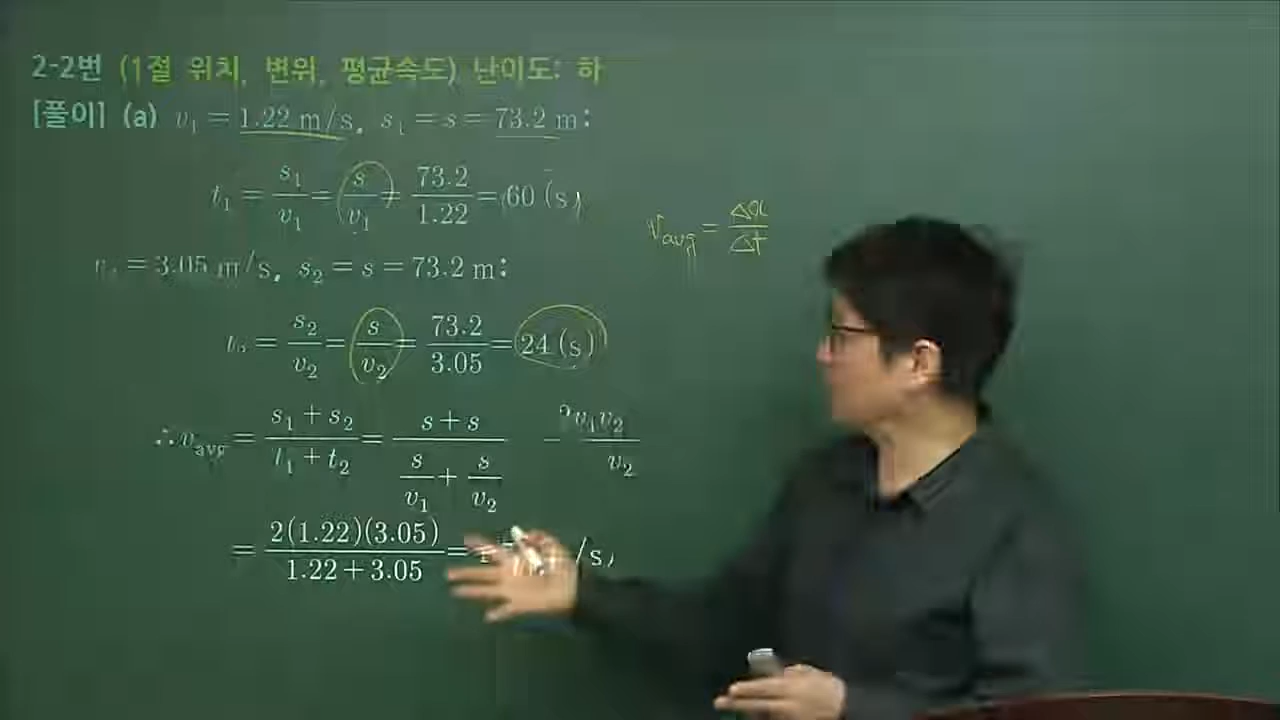 2-2번 (1절 위치, 변위, 평균속도) 난이도: 하
[풀이] (a) v₁ = 1.22 m/s, s₁ = s = 73.2 m:
t₁ = s₁/v₁ = s/v₁ = 73.2/1.22 = 60 (s)
v_avg = Δx/Δt
= 3.05 m/s, s₂ = s = 73.2 m:
= s₂/v₂ = s/v₂ = 73.2/3.05 = 24 (s)
∴ v_avg = (s₁ + s₂)/(t₁ + t₂) = (s + s)/(s/v₁ + s/v₂) 2v₁v₂/v₂
= 2(1.22)(3.05)/(1.22 + 3.05) = /s)